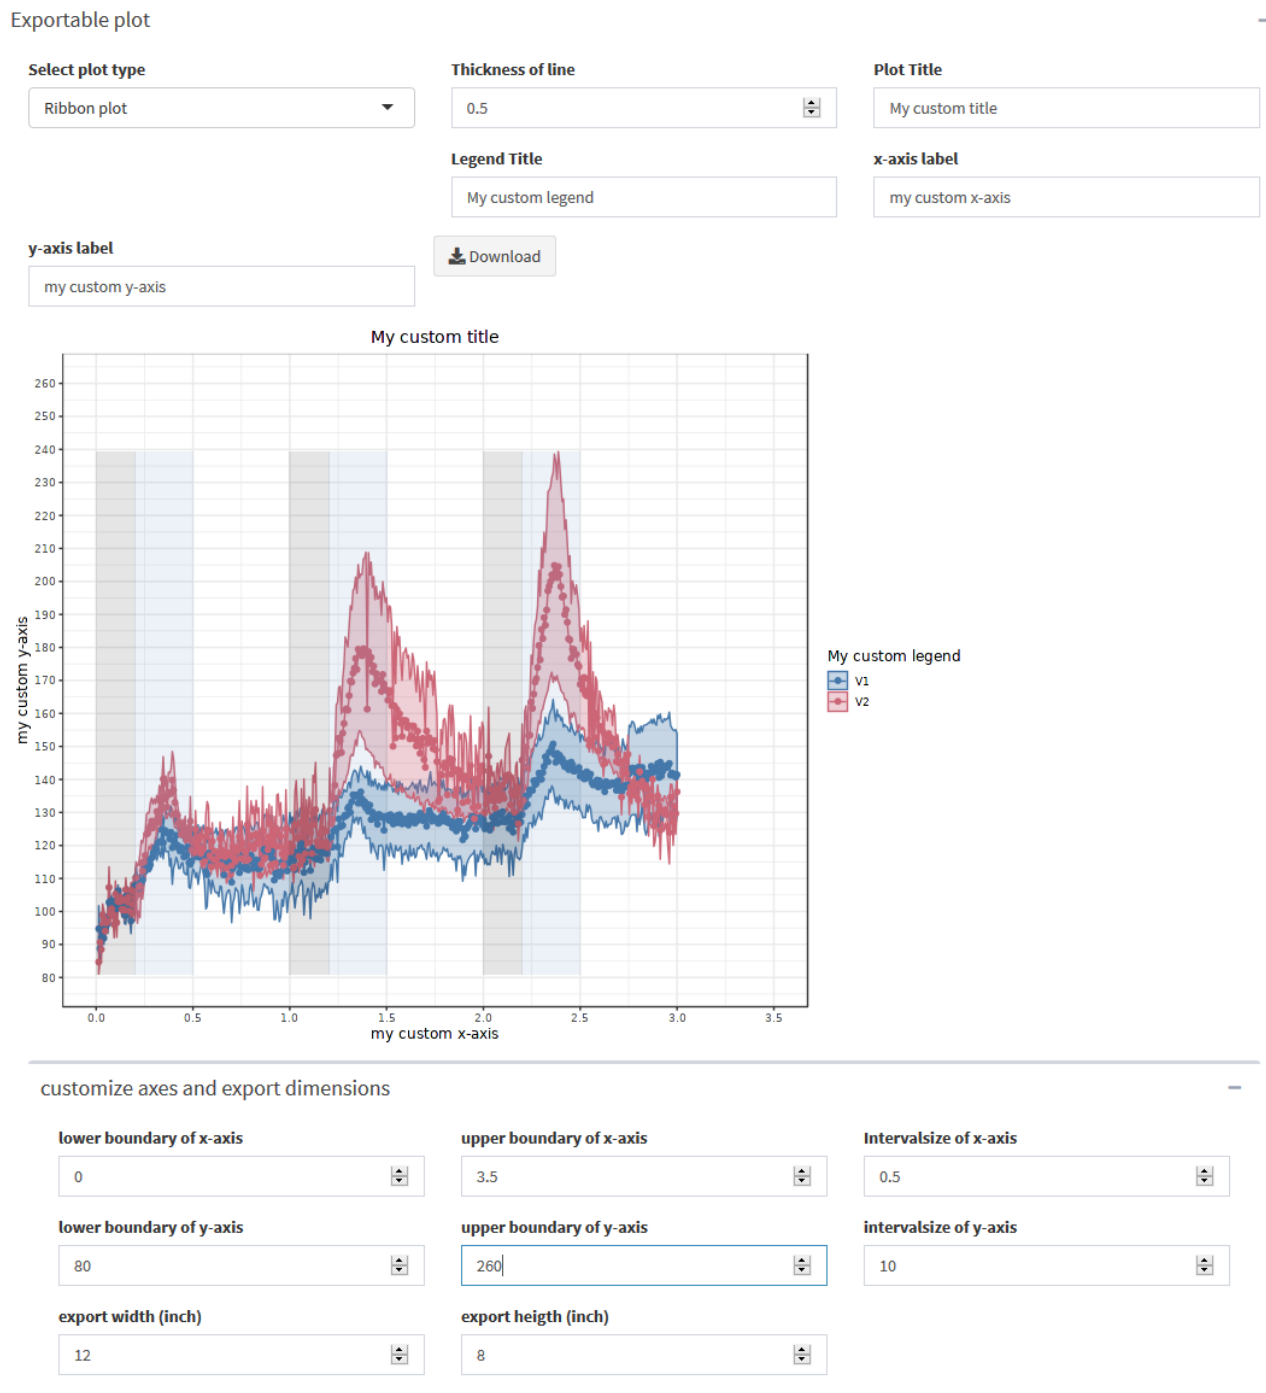 Exportable plot
Select plot type
Thickness of line
Plot Title
Ribbon plot
0.5
My custom title
Legend Title
x-axis label
My custom legend
my custom x-axis
y-axis label
Download
my custom y-axis
My custom title
260
250
240
230
220
210
200
190
180
170
160
150
140
130
120
110
100
90
80
my custom y-axis
0.0 0.5 1.0 1.5 2.0 2.5 3.0 3.5
my custom x-axis
My custom legend
V1
V2
customize axes and export dimensions
lower boundary of x-axis
upper boundary of x-axis
Intervalsize of x-axis
0
3.5
0.5
lower boundary of y-axis
upper boundary of y-axis
intervalsize of y-axis
80
260
10
export width (inch)
export heigth (inch)
12
8